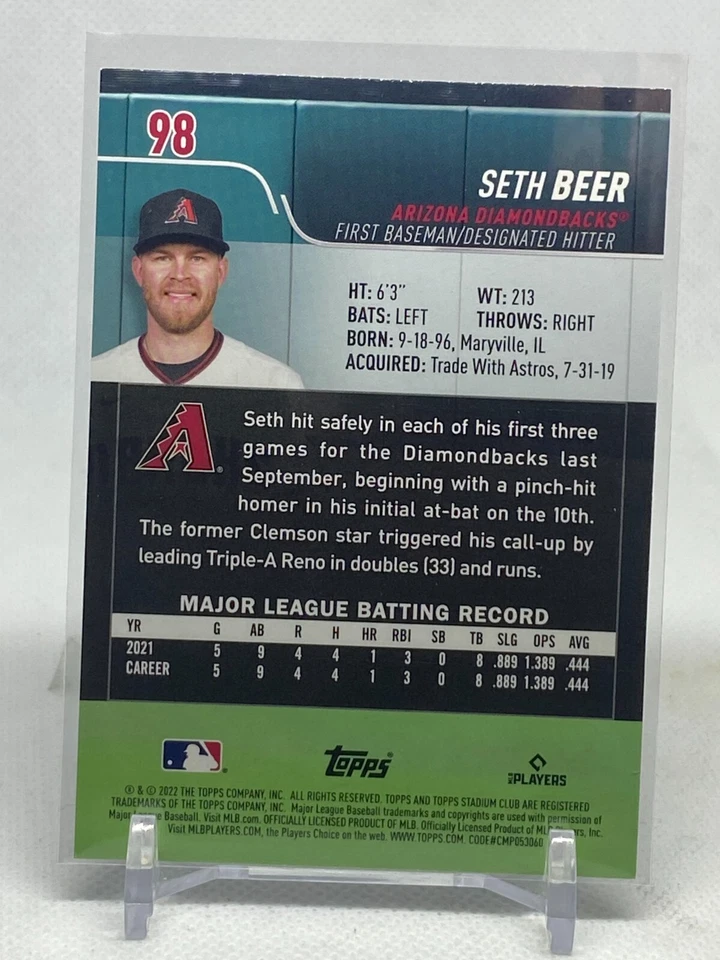 98
SETH BEER
ARIZONA DIAMONDBACKS®
FIRST BASEMAN/DESIGNATED HITTER
HT: 6'3" WT: 213
BATS: LEFT THROWS: RIGHT
BORN: 9-18-96, Maryville, IL
ACQUIRED: Trade With Astros, 7-31-19
Seth hit safely in each of his first three
games for the Diamondbacks last
September, beginning with a pinch-hit
homer in his initial at-bat on the 10th.
The former Clemson star triggered his call-up by
leading Triple-A Reno in doubles (33) and runs.
MAJOR LEAGUE BATTING RECORD
YR G AB R H HR RBI SB TB SLG OPS AVG
2021 5 9 4 4 1 3 0 8 .889 1.389 .444
CAREER 5 9 4 4 1 3 0 8 .889 1.389 .444
Topps®
MLB PLAYERS
® & © 2022 THE TOPPS COMPANY, INC. ALL RIGHTS RESERVED. TOPPS AND TOPPS STADIUM CLUB ARE REGISTERED
TRADEMARKS OF THE TOPPS COMPANY, INC. Major League Baseball trademarks and copyrights are used with permission of
Major League Baseball. Visit MLB.com. OFFICIALLY LICENSED PRODUCT OF MLB. Officially Licensed Product of MLB Players, Inc.
Visit MLBPLAYERS.COM, the Players Choice on the web. WWW.TOPPS.COM. CODE#CMP053060